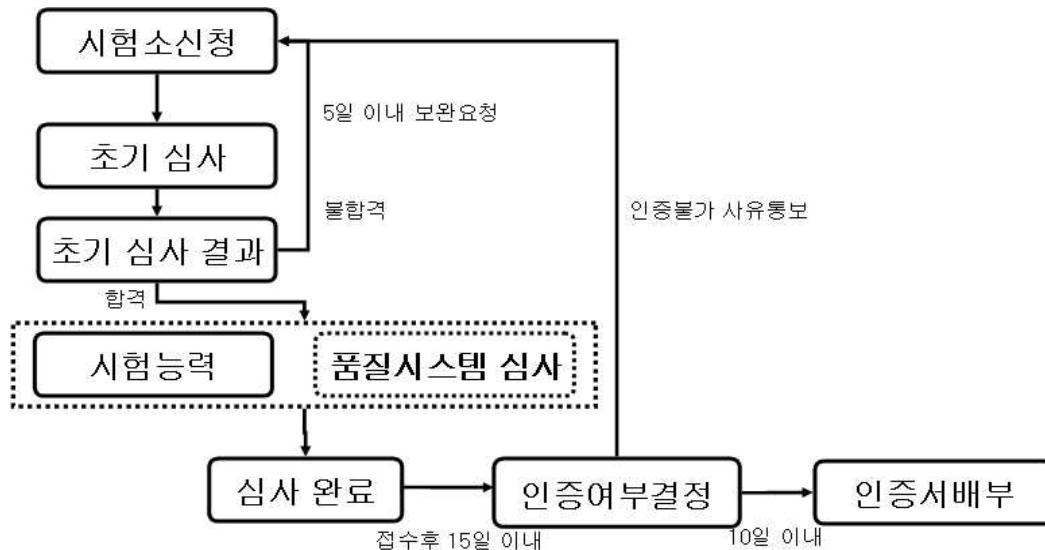 시험소신청
5일 이내 보완요청
초기 심사
불합격
인증불가 사유통보
초기 심사 결과
합격
시험능력
품질시스템 심사
심사 완료
인증여부결정
인증서배부
접수후 15일 이내
10일 이내